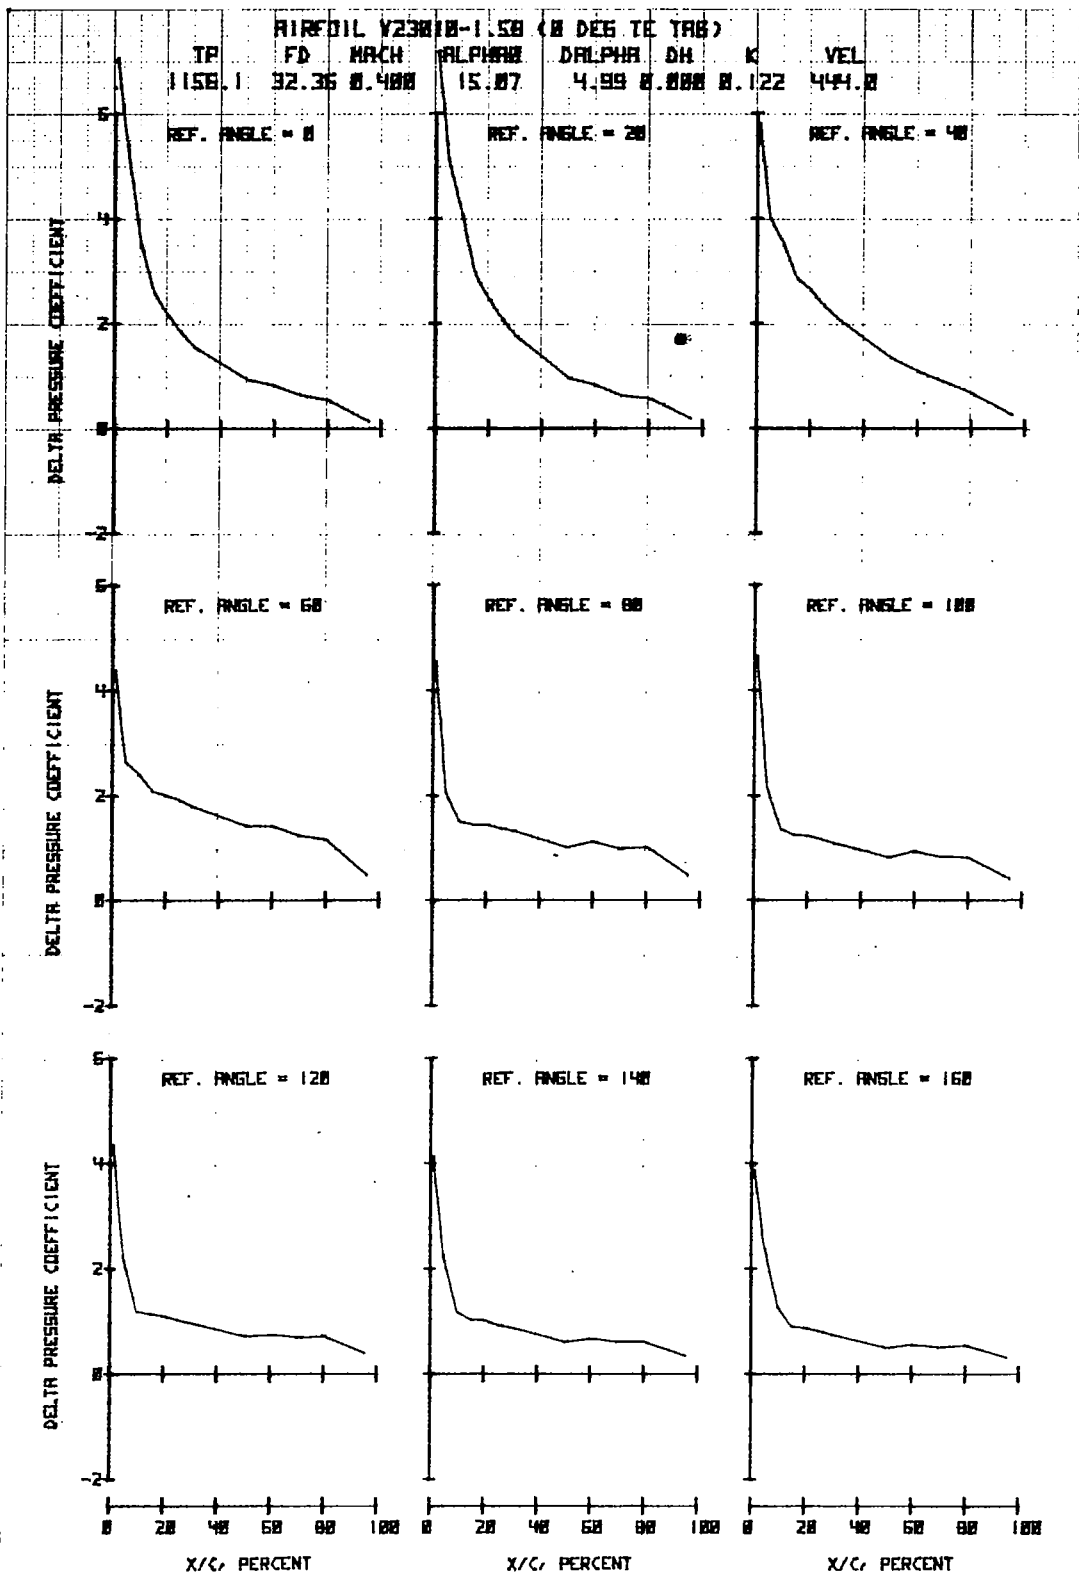 AIRFOIL V23010-1.58 (0 DEG TE TAB)
TP FD MACH ALPHA0 DALPHA DH K VEL
1158.1 32.35 0.400 15.07 4.99 0.000 0.122 444.0
REF. ANGLE = 0
REF. ANGLE = 20
REF. ANGLE = 40
DELTA PRESSURE COEFFICIENT
6
4
2
0
-2
REF. ANGLE = 60
REF. ANGLE = 80
REF. ANGLE = 100
DELTA PRESSURE COEFFICIENT
6
4
2
0
-2
REF. ANGLE = 120
REF. ANGLE = 140
REF. ANGLE = 160
DELTA PRESSURE COEFFICIENT
6
4
2
0
-2
0 20 40 60 80 100
0 20 40 60 80 100
0 20 40 60 80 100
X/C, PERCENT
X/C, PERCENT
X/C, PERCENT